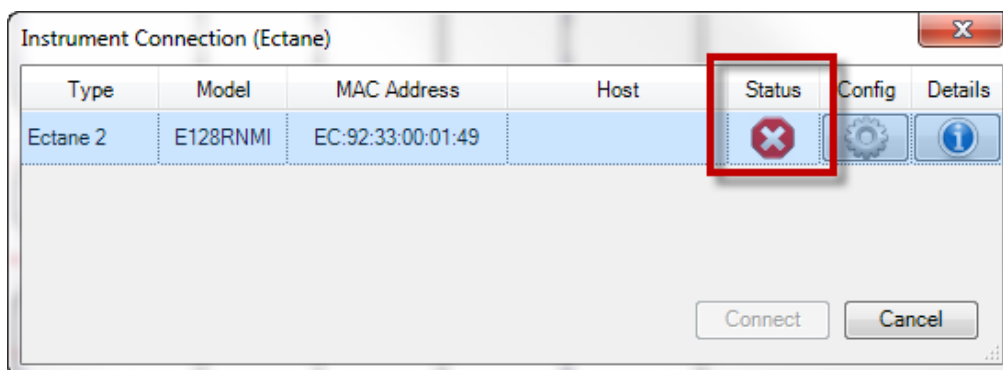 Instrument Connection (Ectane)
Type Model MAC Address Host Status Config Details
Ectane 2 E128RNMI EC:92:33:00:01:49
Connect Cancel